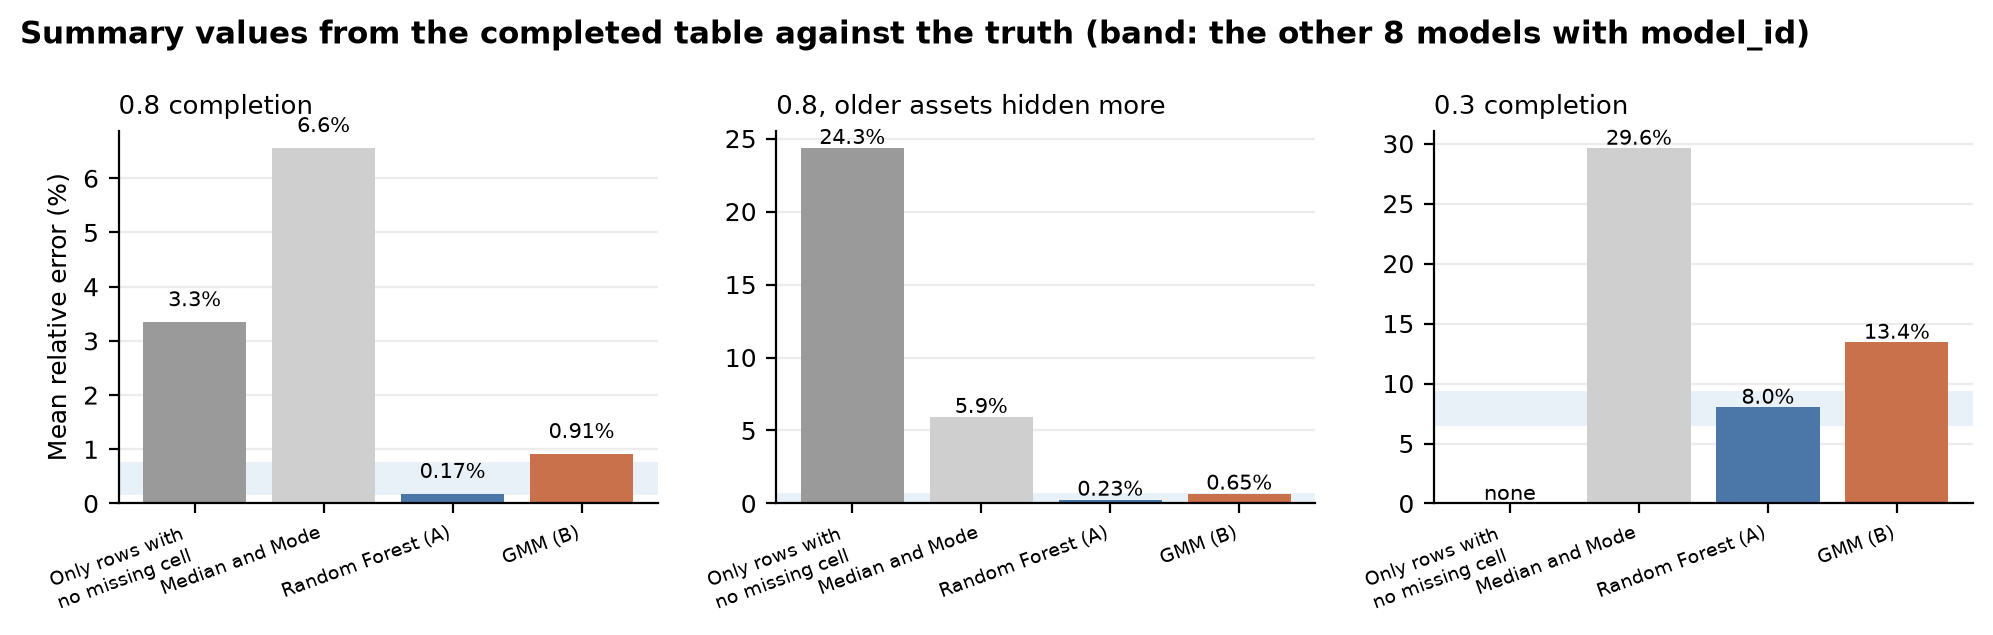 Summary values from the completed table against the truth (band: the other 8 models with model_id)
0.8 completion
Mean relative error (%)
6
5
4
3
2
1
0
3.3%
6.6%
0.17%
0.91%
Only rows with
no missing cell
Median and Mode
Random Forest (A)
GMM (B)
0.8, older assets hidden more
25
20
15
10
5
0
24.3%
5.9%
0.23%
0.65%
Only rows with
no missing cell
Median and Mode
Random Forest (A)
GMM (B)
0.3 completion
30
25
20
15
10
5
0
none
29.6%
8.0%
13.4%
Only rows with
no missing cell
Median and Mode
Random Forest (A)
GMM (B)